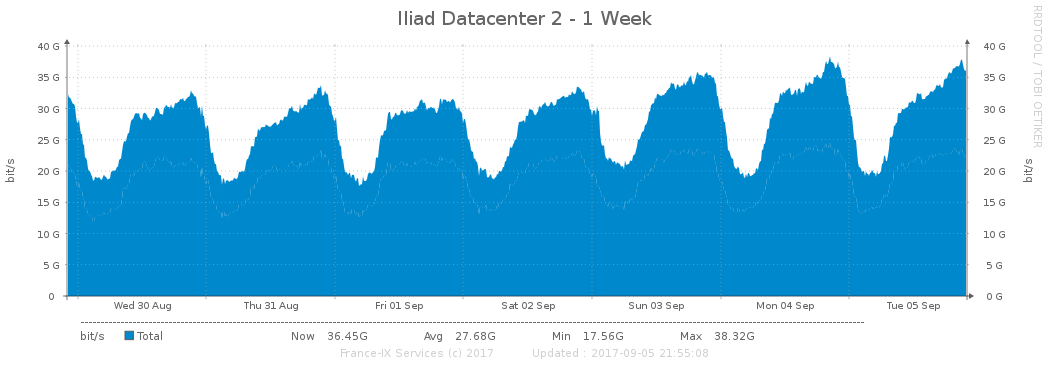 Iliad Datacenter 2 - 1 Week
RRDTOOL / TOBI OETIKER
40 G 40 G
35 G 35 G
30 G 30 G
25 G 25 G
20 G 20 G
15 G 15 G
10 G 10 G
5 G 5 G
0 0 G
bit/s bit/s
Wed 30 Aug Thu 31 Aug Fri 01 Sep Sat 02 Sep Sun 03 Sep Mon 04 Sep Tue 05 Sep
bit/s Total Now 36.45G Avg 27.68G Min 17.56G Max 38.32G
France-IX Services (c) 2017 Updated : 2017-09-05 21:55:08